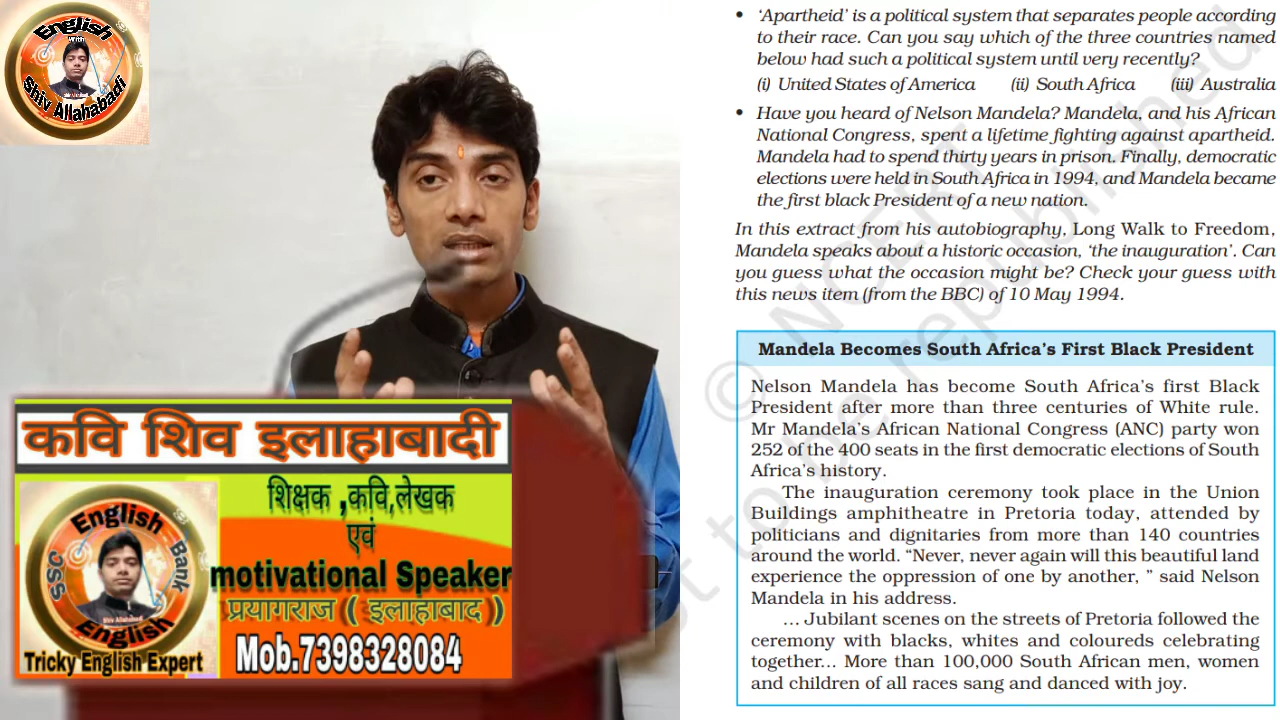 English
with
Shiv Allahabadi
कवि शिव इलाहाबादी
शिक्षक ,कवि,लेखक
एवं
motivational Speaker
प्रयागराज ( इलाहाबाद )
Mob.7398328084
English
SSC
Bank
Shiv Allahabadi
English
Tricky English Expert
• ‘Apartheid’ is a political system that separates people according
to their race. Can you say which of the three countries named
below had such a political system until very recently?
(i) United States of America (ii) South Africa (iii) Australia
• Have you heard of Nelson Mandela? Mandela, and his African
National Congress, spent a lifetime fighting against apartheid.
Mandela had to spend thirty years in prison. Finally, democratic
elections were held in South Africa in 1994, and Mandela became
the first black President of a new nation.
In this extract from his autobiography, Long Walk to Freedom,
Mandela speaks about a historic occasion, ‘the inauguration’. Can
you guess what the occasion might be? Check your guess with
this news item (from the BBC) of 10 May 1994.
Mandela Becomes South Africa’s First Black President
Nelson Mandela has become South Africa’s first Black
President after more than three centuries of White rule.
Mr Mandela’s African National Congress (ANC) party won
252 of the 400 seats in the first democratic elections of South
Africa’s history.
The inauguration ceremony took place in the Union
Buildings amphitheatre in Pretoria today, attended by
politicians and dignitaries from more than 140 countries
around the world. “Never, never again will this beautiful land
experience the oppression of one by another, ” said Nelson
Mandela in his address.
... Jubilant scenes on the streets of Pretoria followed the
ceremony with blacks, whites and coloureds celebrating
together... More than 100,000 South African men, women
and children of all races sang and danced with joy.
© NCERT
not to be republished